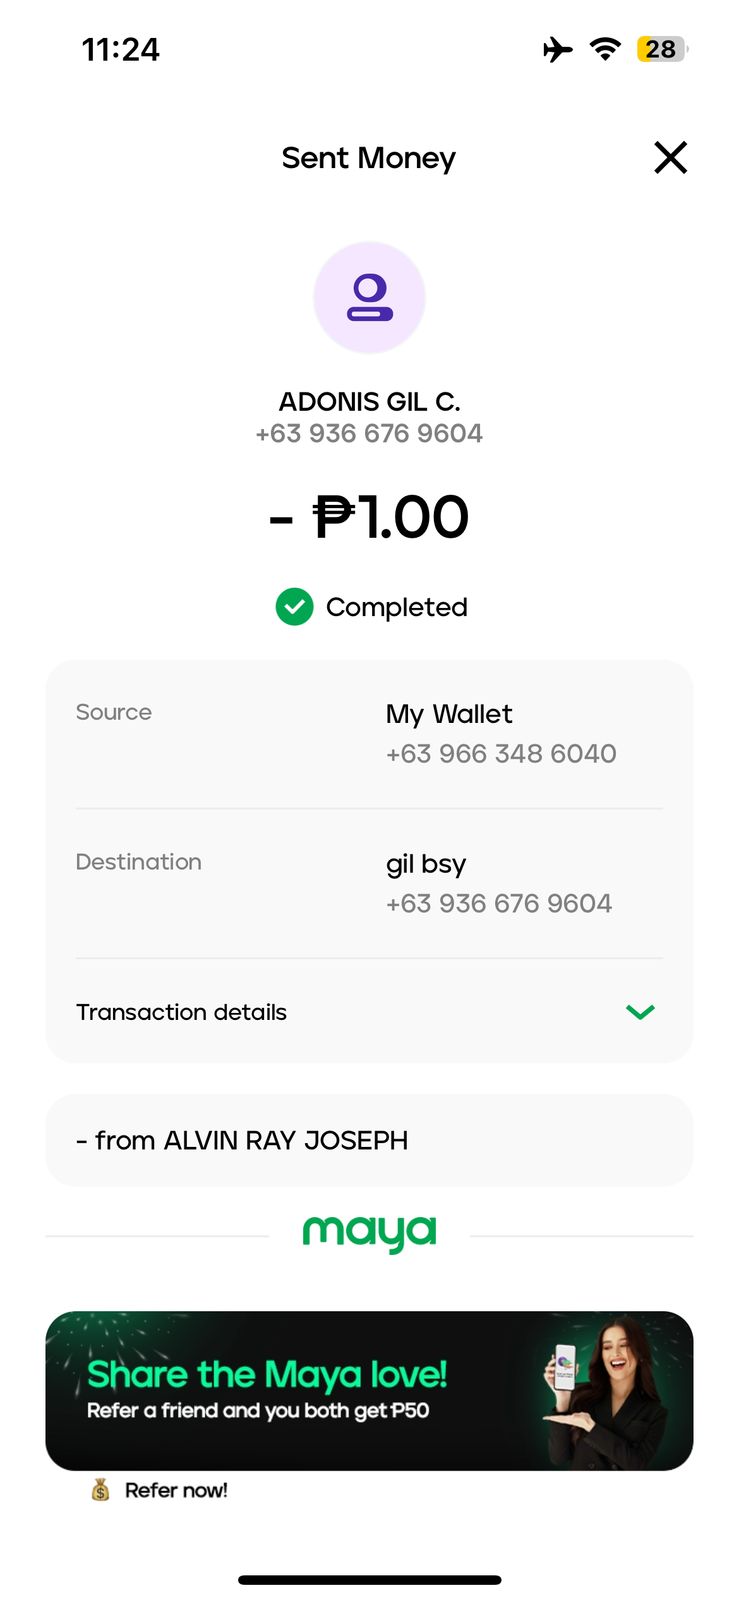 11:24
28
Sent Money
ADONIS GIL C.
+63 936 676 9604
- ₱1.00
Completed
Source
My Wallet
+63 966 348 6040
Destination
gil bsy
+63 936 676 9604
Transaction details
- from ALVIN RAY JOSEPH
maya
Share the Maya love!
Refer a friend and you both get ₱50
Refer now!